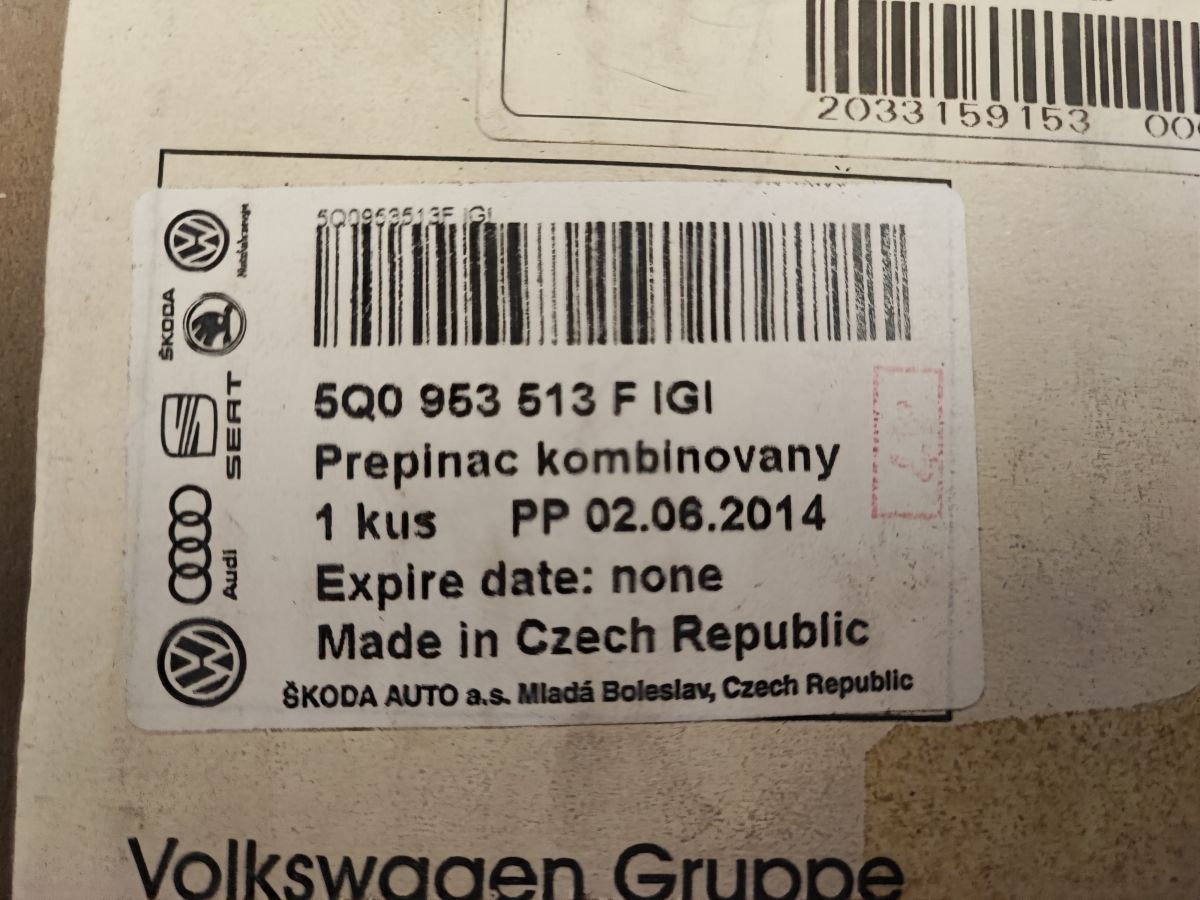 2033159153
5Q0953513F IGI
Nutzfahrzeuge
ŠKODA
SEAT
Audi
5Q0 953 513 F IGI
Prepinac kombinovany
1 kus PP 02.06.2014
Expire date: none
Made in Czech Republic
ŠKODA AUTO a.s. Mladá Boleslav, Czech Republic
Volkswagen Gruppe